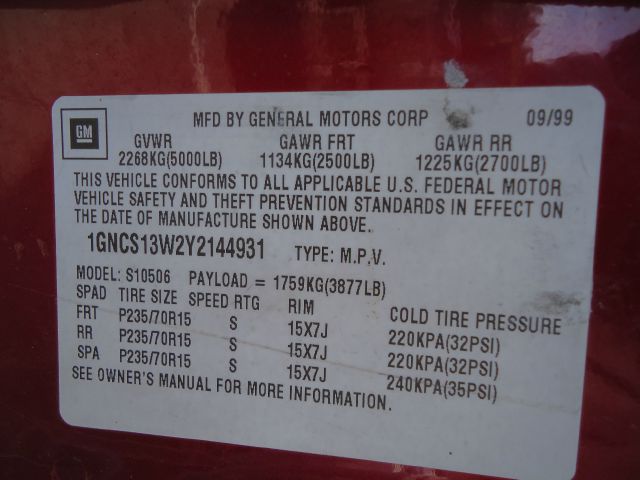 GM
MFD BY GENERAL MOTORS CORP 09/99
GVWR GAWR FRT GAWR RR
2268KG(5000LB) 1134KG(2500LB) 1225KG(2700LB)
THIS VEHICLE CONFORMS TO ALL APPLICABLE U.S. FEDERAL MOTOR
VEHICLE SAFETY AND THEFT PREVENTION STANDARDS IN EFFECT ON
THE DATE OF MANUFACTURE SHOWN ABOVE.
1GNCS13W2Y2144931 TYPE: M.P.V.
MODEL: S10506 PAYLOAD = 1759KG(3877LB)
SPAD TIRE SIZE SPEED RTG RIM COLD TIRE PRESSURE
FRT P235/70R15 S 15X7J 220KPA(32PSI)
RR P235/70R15 S 15X7J 220KPA(32PSI)
SPA P235/70R15 S 15X7J 240KPA(35PSI)
SEE OWNER'S MANUAL FOR MORE INFORMATION.